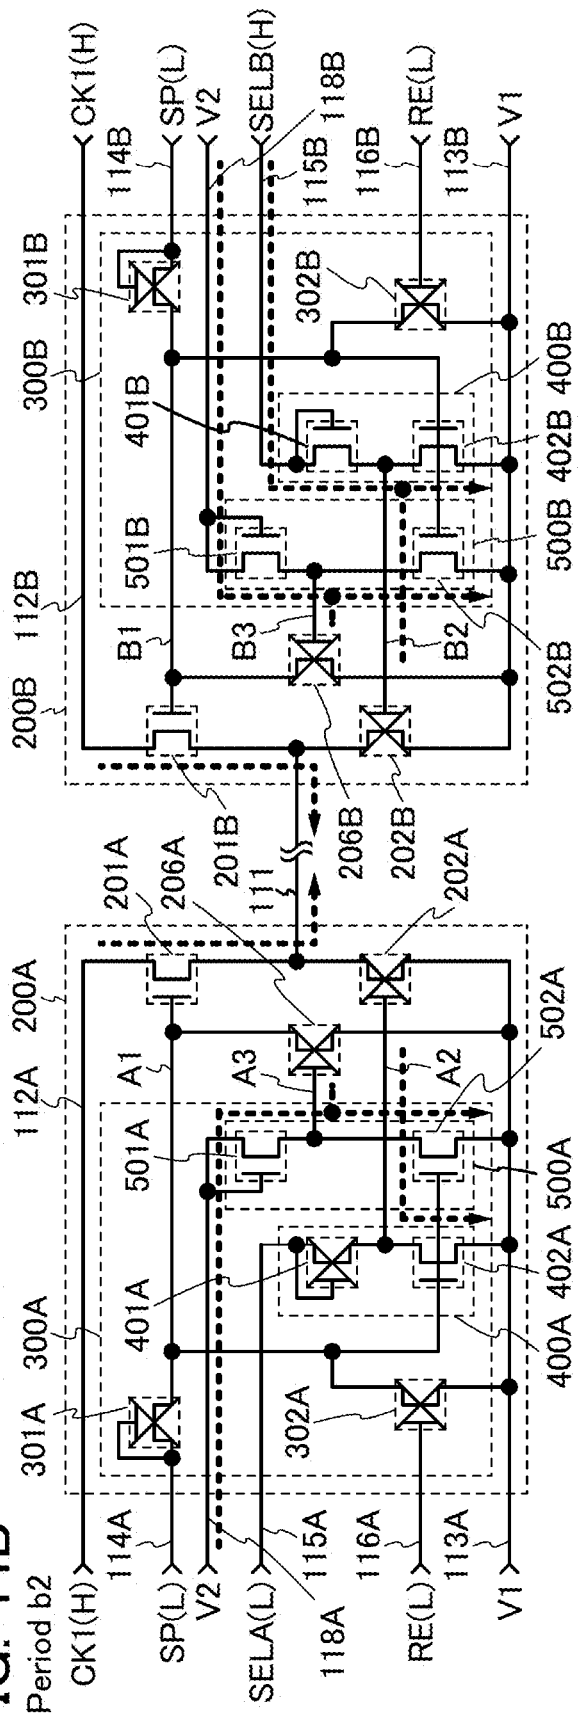 Period b2
CK1(H)
SP(L)
V2
SELA(L)
RE(L)
V1
114A
118A
115A
116A
113A
301A
300A
302A
401A
400A
402A
501A
500A
502A
112A
200A
A1
A3
A2
201A
206A
202A
111
200B
112B
201B
206B
202B
B1
B3
B2
501B
502B
500B
401B
402B
400B
300B
301B
302B
114B
118B
115B
116B
113B
CK1(H)
SP(L)
V2
SELB(H)
RE(L)
V1